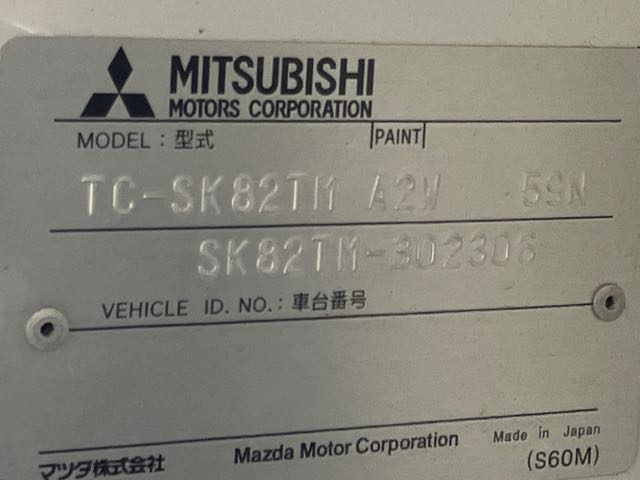 MITSUBISHI
MOTORS CORPORATION
MODEL : 型式 PAINT
TC-SK82TM A2W 59N
SK82TM-302306
VEHICLE ID. NO. : 車台番号
マツダ株式会社 Mazda Motor Corporation Made in Japan
(S60M)